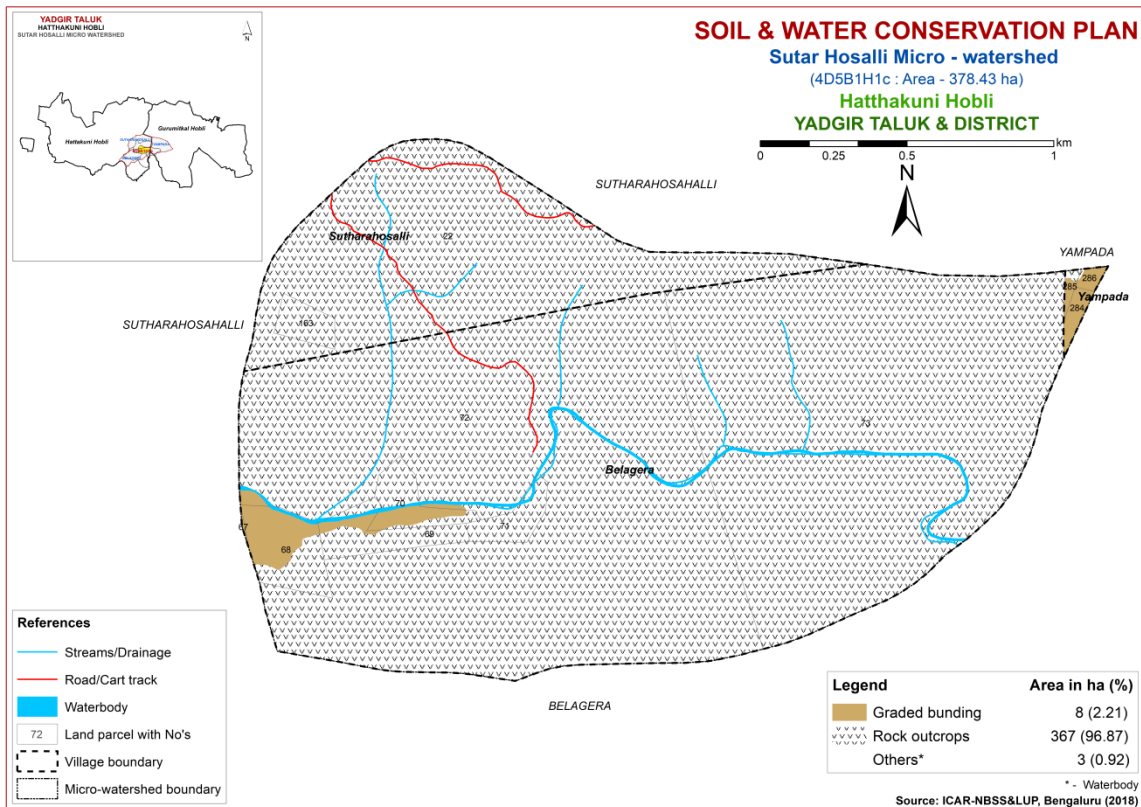 YADGIR TALUK
HATTHAKUNI HOBLI
SUTAR HOSALLI MICRO WATERSHED
N
Hattakuni Hobli
Gurumitkal Hobli
SOIL & WATER CONSERVATION PLAN
Sutar Hosalli Micro - watershed
(4D5B1H1c : Area - 378.43 ha)
Hatthakuni Hobli
YADGIR TALUK & DISTRICT
0 0.25 0.5 1 km
N
SUTHARAHOSAHALLI
Sutharahosalli
22
YAMPADA
286
285
Yampada
284
SUTHARAHOSAHALLI
163
72
73
Belagera
70
67
71
69
68
BELAGERA
References
Streams/Drainage
Road/Cart track
Waterbody
72 Land parcel with No's
Village boundary
Micro-watershed boundary
Legend Area in ha (%)
Graded bunding 8 (2.21)
Rock outcrops 367 (96.87)
Others* 3 (0.92)
* - Waterbody
Source: ICAR-NBSS&LUP, Bengaluru (2018)